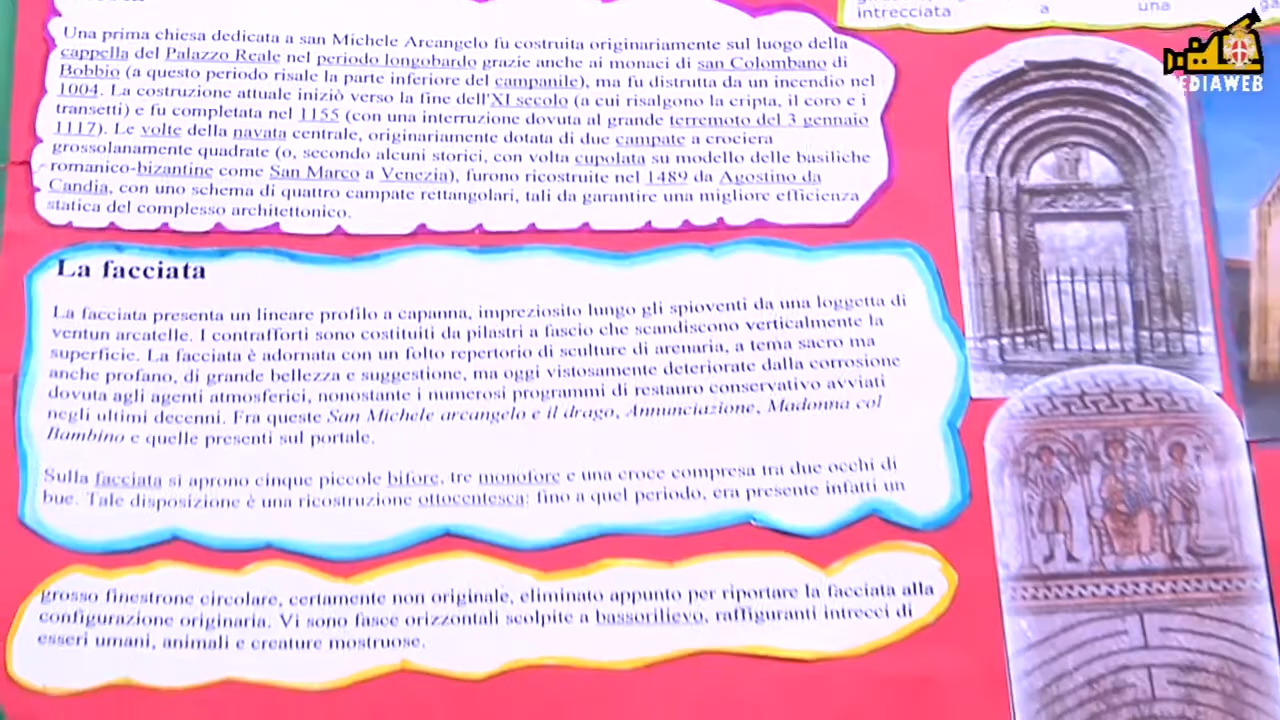 intrecciata a una
MEDIAWEB
Una prima chiesa dedicata a san Michele Arcangelo fu costruita originariamente sul luogo della
cappella del Palazzo Reale nel periodo longobardo grazie anche ai monaci di san Colombano di
Bobbio (a questo periodo risale la parte inferiore del campanile), ma fu distrutta da un incendio nel
1004. La costruzione attuale iniziò verso la fine dell'XI secolo (a cui risalgono la cripta, il coro e i
transetti) e fu completata nel 1155 (con una interruzione dovuta al grande terremoto del 3 gennaio
1117). Le volte della navata centrale, originariamente dotata di due campate a crociera
grossolanamente quadrate (o, secondo alcuni storici, con volta cupolata su modello delle basiliche
romanico-bizantine come San Marco a Venezia), furono ricostruite nel 1489 da Agostino da
Candia, con uno schema di quattro campate rettangolari, tali da garantire una migliore efficienza
statica del complesso architettonico.
La facciata
La facciata presenta un lineare profilo a capanna, impreziosito lungo gli spioventi da una loggetta di
ventun arcatelle. I contrafforti sono costituiti da pilastri a fascio che scandiscono verticalmente la
superficie. La facciata è adornata con un folto repertorio di sculture di arenaria, a tema sacro ma
anche profano, di grande bellezza e suggestione, ma oggi vistosamente deteriorate dalla corrosione
dovuta agli agenti atmosferici, nonostante i numerosi programmi di restauro conservativo avviati
negli ultimi decenni. Fra queste San Michele arcangelo e il drago, Annunciazione, Madonna col
Bambino e quelle presenti sul portale.
Sulla facciata si aprono cinque piccole bifore, tre monofore e una croce compresa tra due occhi di
bue. Tale disposizione è una ricostruzione ottocentesca: fino a quel periodo, era presente infatti un
grosso finestrone circolare, certamente non originale, eliminato appunto per riportare la facciata alla
configurazione originaria. Vi sono fasce orizzontali scolpite a bassorilievo, raffiguranti intrecci di
esseri umani, animali e creature mostruose.